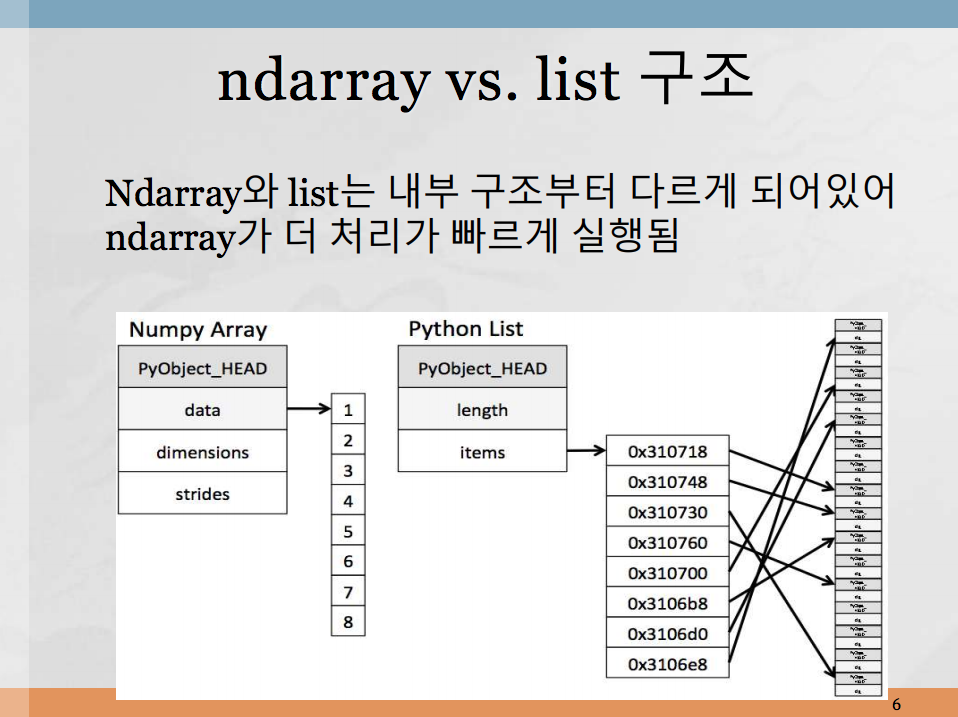 ndarray vs. list 구조
Ndarray와 list는 내부 구조부터 다르게 되어있어
ndarray가 더 처리가 빠르게 실행됨
Numpy Array
PyObject_HEAD
data
dimensions
strides
1
2
3
4
5
6
7
8
Python List
PyObject_HEAD
length
items
0x310718
0x310748
0x310730
0x310760
0x310700
0x3106b8
0x3106d0
0x3106e8
6